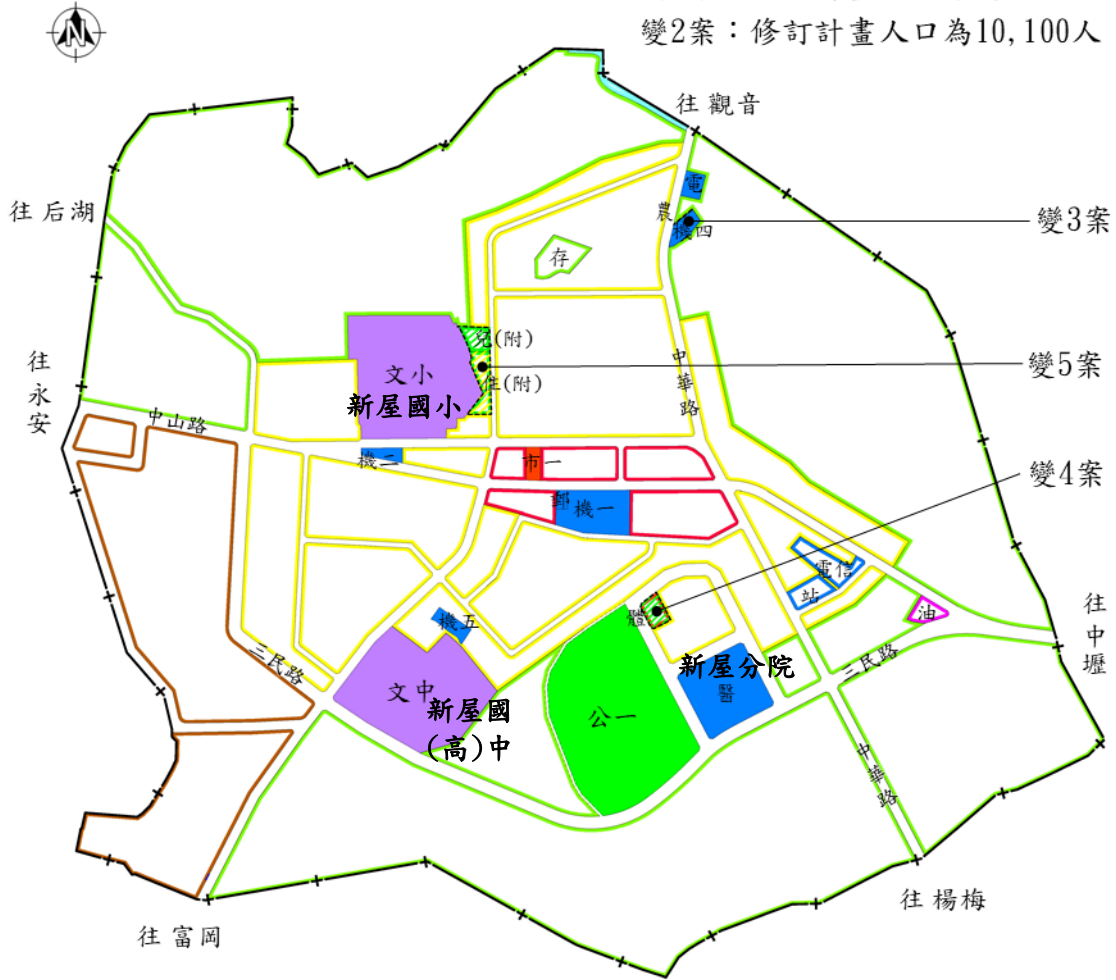 N
變2案：修訂計畫人口為10,100人
往觀音
電
往后湖
農
機四
變3案
存
兒(附)
往永安
文小
住(附)
中華路
變5案
新屋國小
中山路
機二
市一
變4案
郵
機一
電信
站
油
往中壢
體
機五
三民路
新屋分院
三民路
醫
文中
新屋國
(高)中
公一
中華路
往楊梅
往富岡